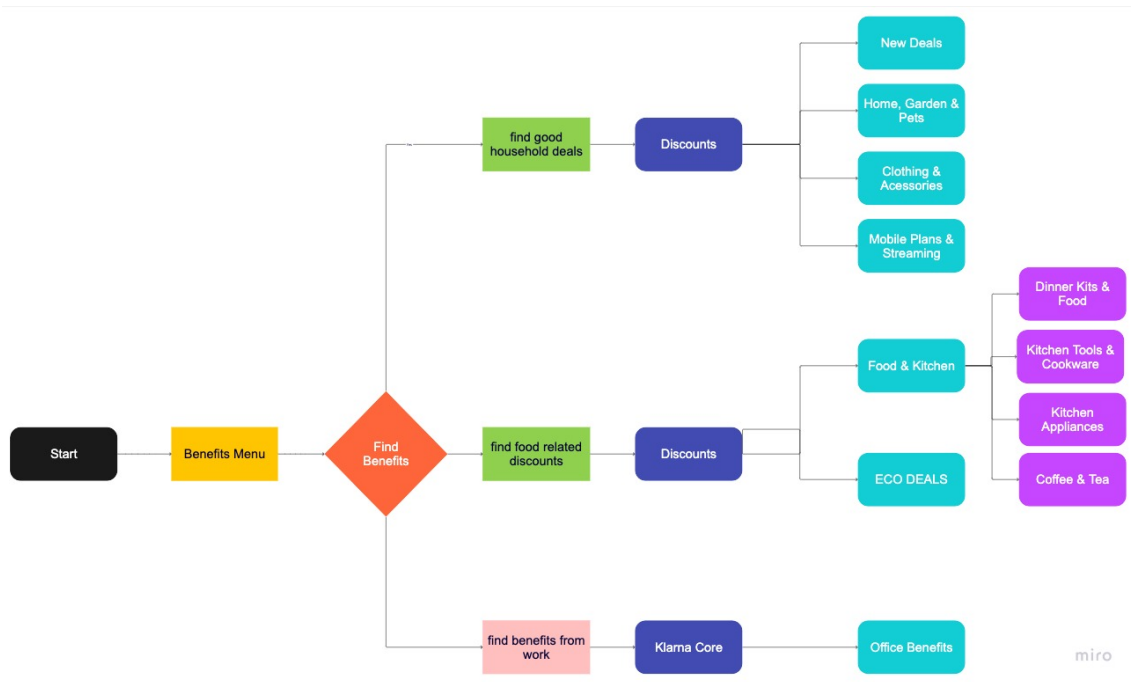 New Deals
Home, Garden &
Pets
find good
household deals
Discounts
Clothing &
Acessories
Mobile Plans &
Streaming
Dinner Kits &
Food
Kitchen Tools &
Cookware
Food & Kitchen
Kitchen
Appliances
Start
Benefits Menu
Find
Benefits
find food related
discounts
Discounts
ECO DEALS
Coffee & Tea
find benefits from
work
Klarna Core
Office Benefits
miro